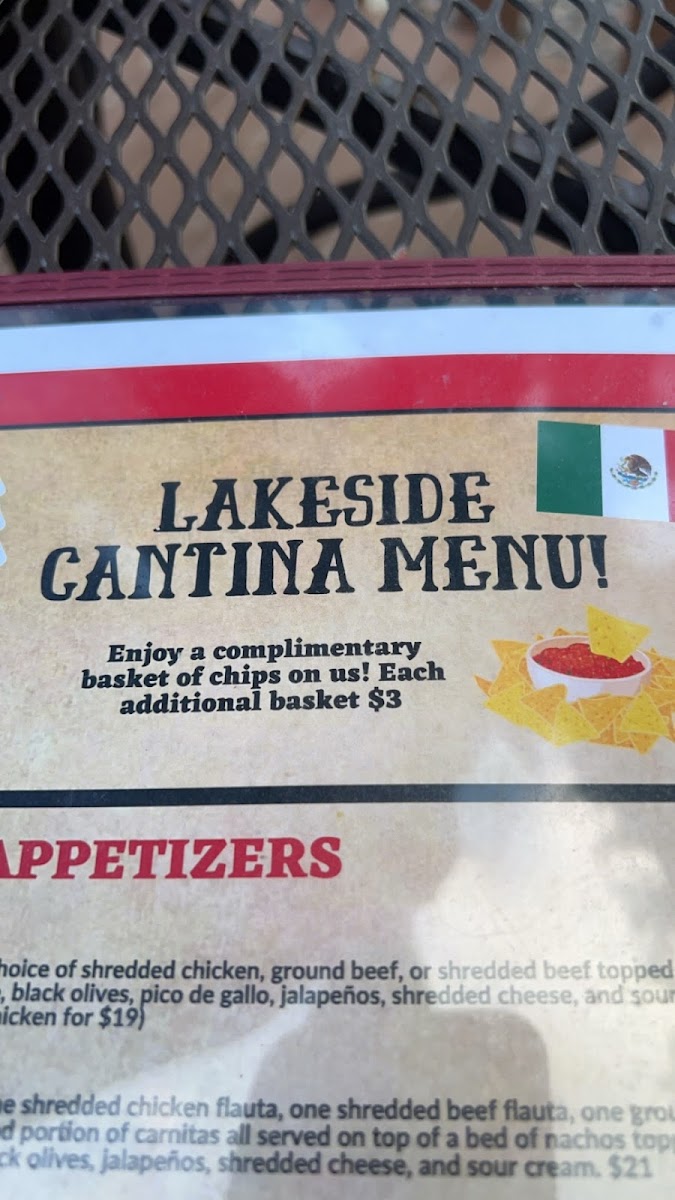 LAKESIDE
CANTINA MENU!
Enjoy a complimentary
basket of chips on us! Each
additional basket $3
APPETIZERS
hoice of shredded chicken, ground beef, or shredded beef topped
, black olives, pico de gallo, jalapeños, shredded cheese, and sour
hicken for $19)
ne shredded chicken flauta, one shredded beef flauta, one grou
d portion of carnitas all served on top of a bed of nachos topp
ck olives, jalapeños, shredded cheese, and sour cream. $21